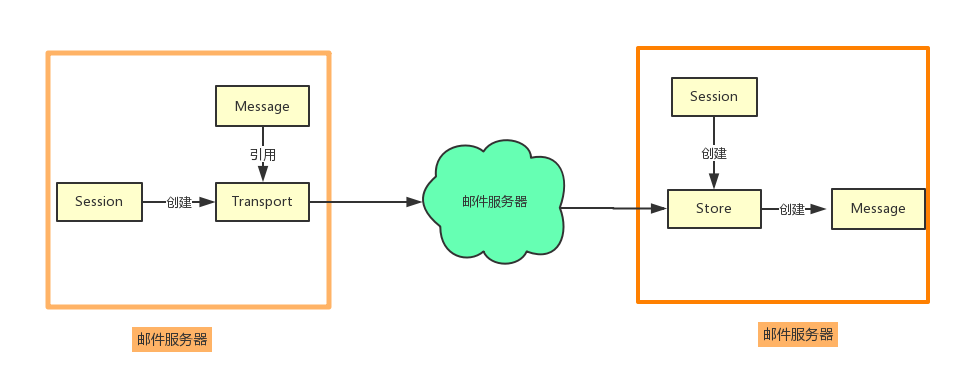 Message
引用
Session
创建
Transport
邮件服务器
邮件服务器
Session
创建
Store
创建
Message
邮件服务器